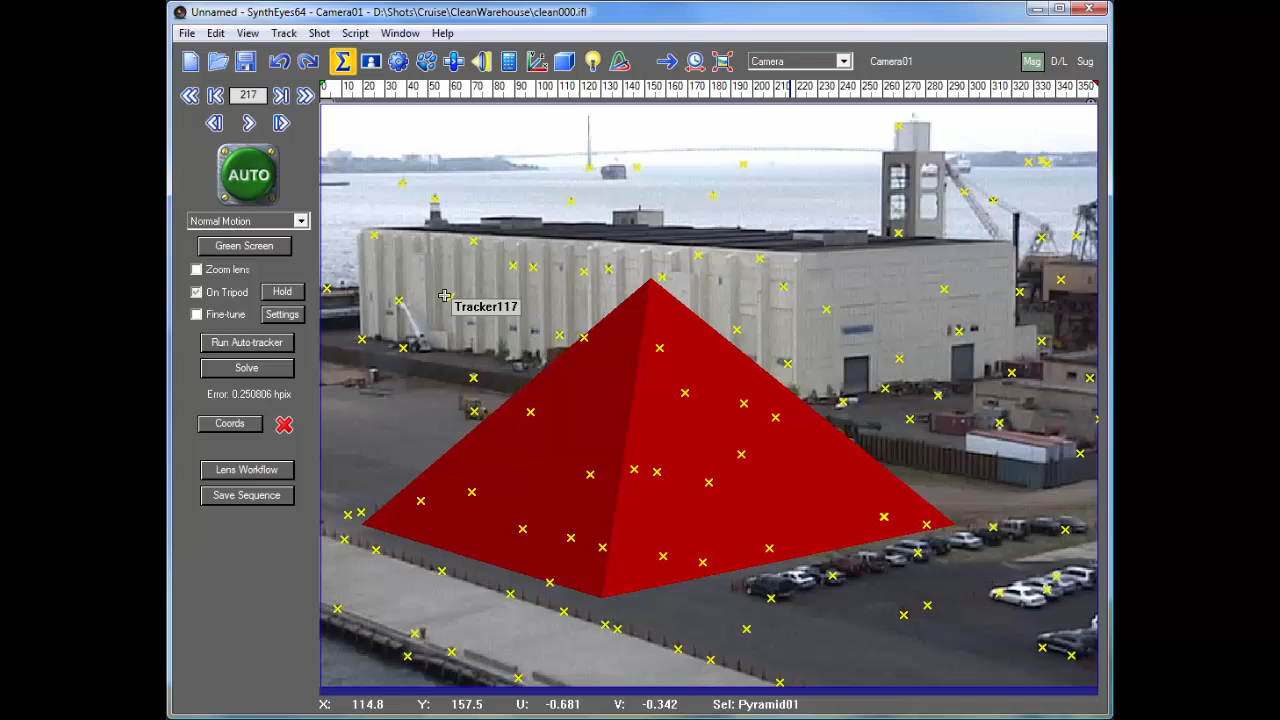 Unnamed - SynthEyes64 - Camera01 - D:\Shots\Cruise\CleanWarehouse\clean000.ifl
File Edit View Track Shot Script Window Help
Camera Camera01 Msg D/L Sug
217
0 10 20 30 40 50 60 70 80 90 100 110 120 130 140 150 160 170 180 190 200 210 220 230 240 250 260 270 280 290 300 310 320 330 340 350
AUTO
Normal Motion
Green Screen
Zoom lens
On Tripod Hold
Fine-tune Settings
Tracker117
Run Auto-tracker
Solve
Error: 0.250806 hpix
Coords
Lens Workflow
Save Sequence
X: 114.8 Y: 157.5 U: -0.681 V: -0.342 Sel: Pyramid01